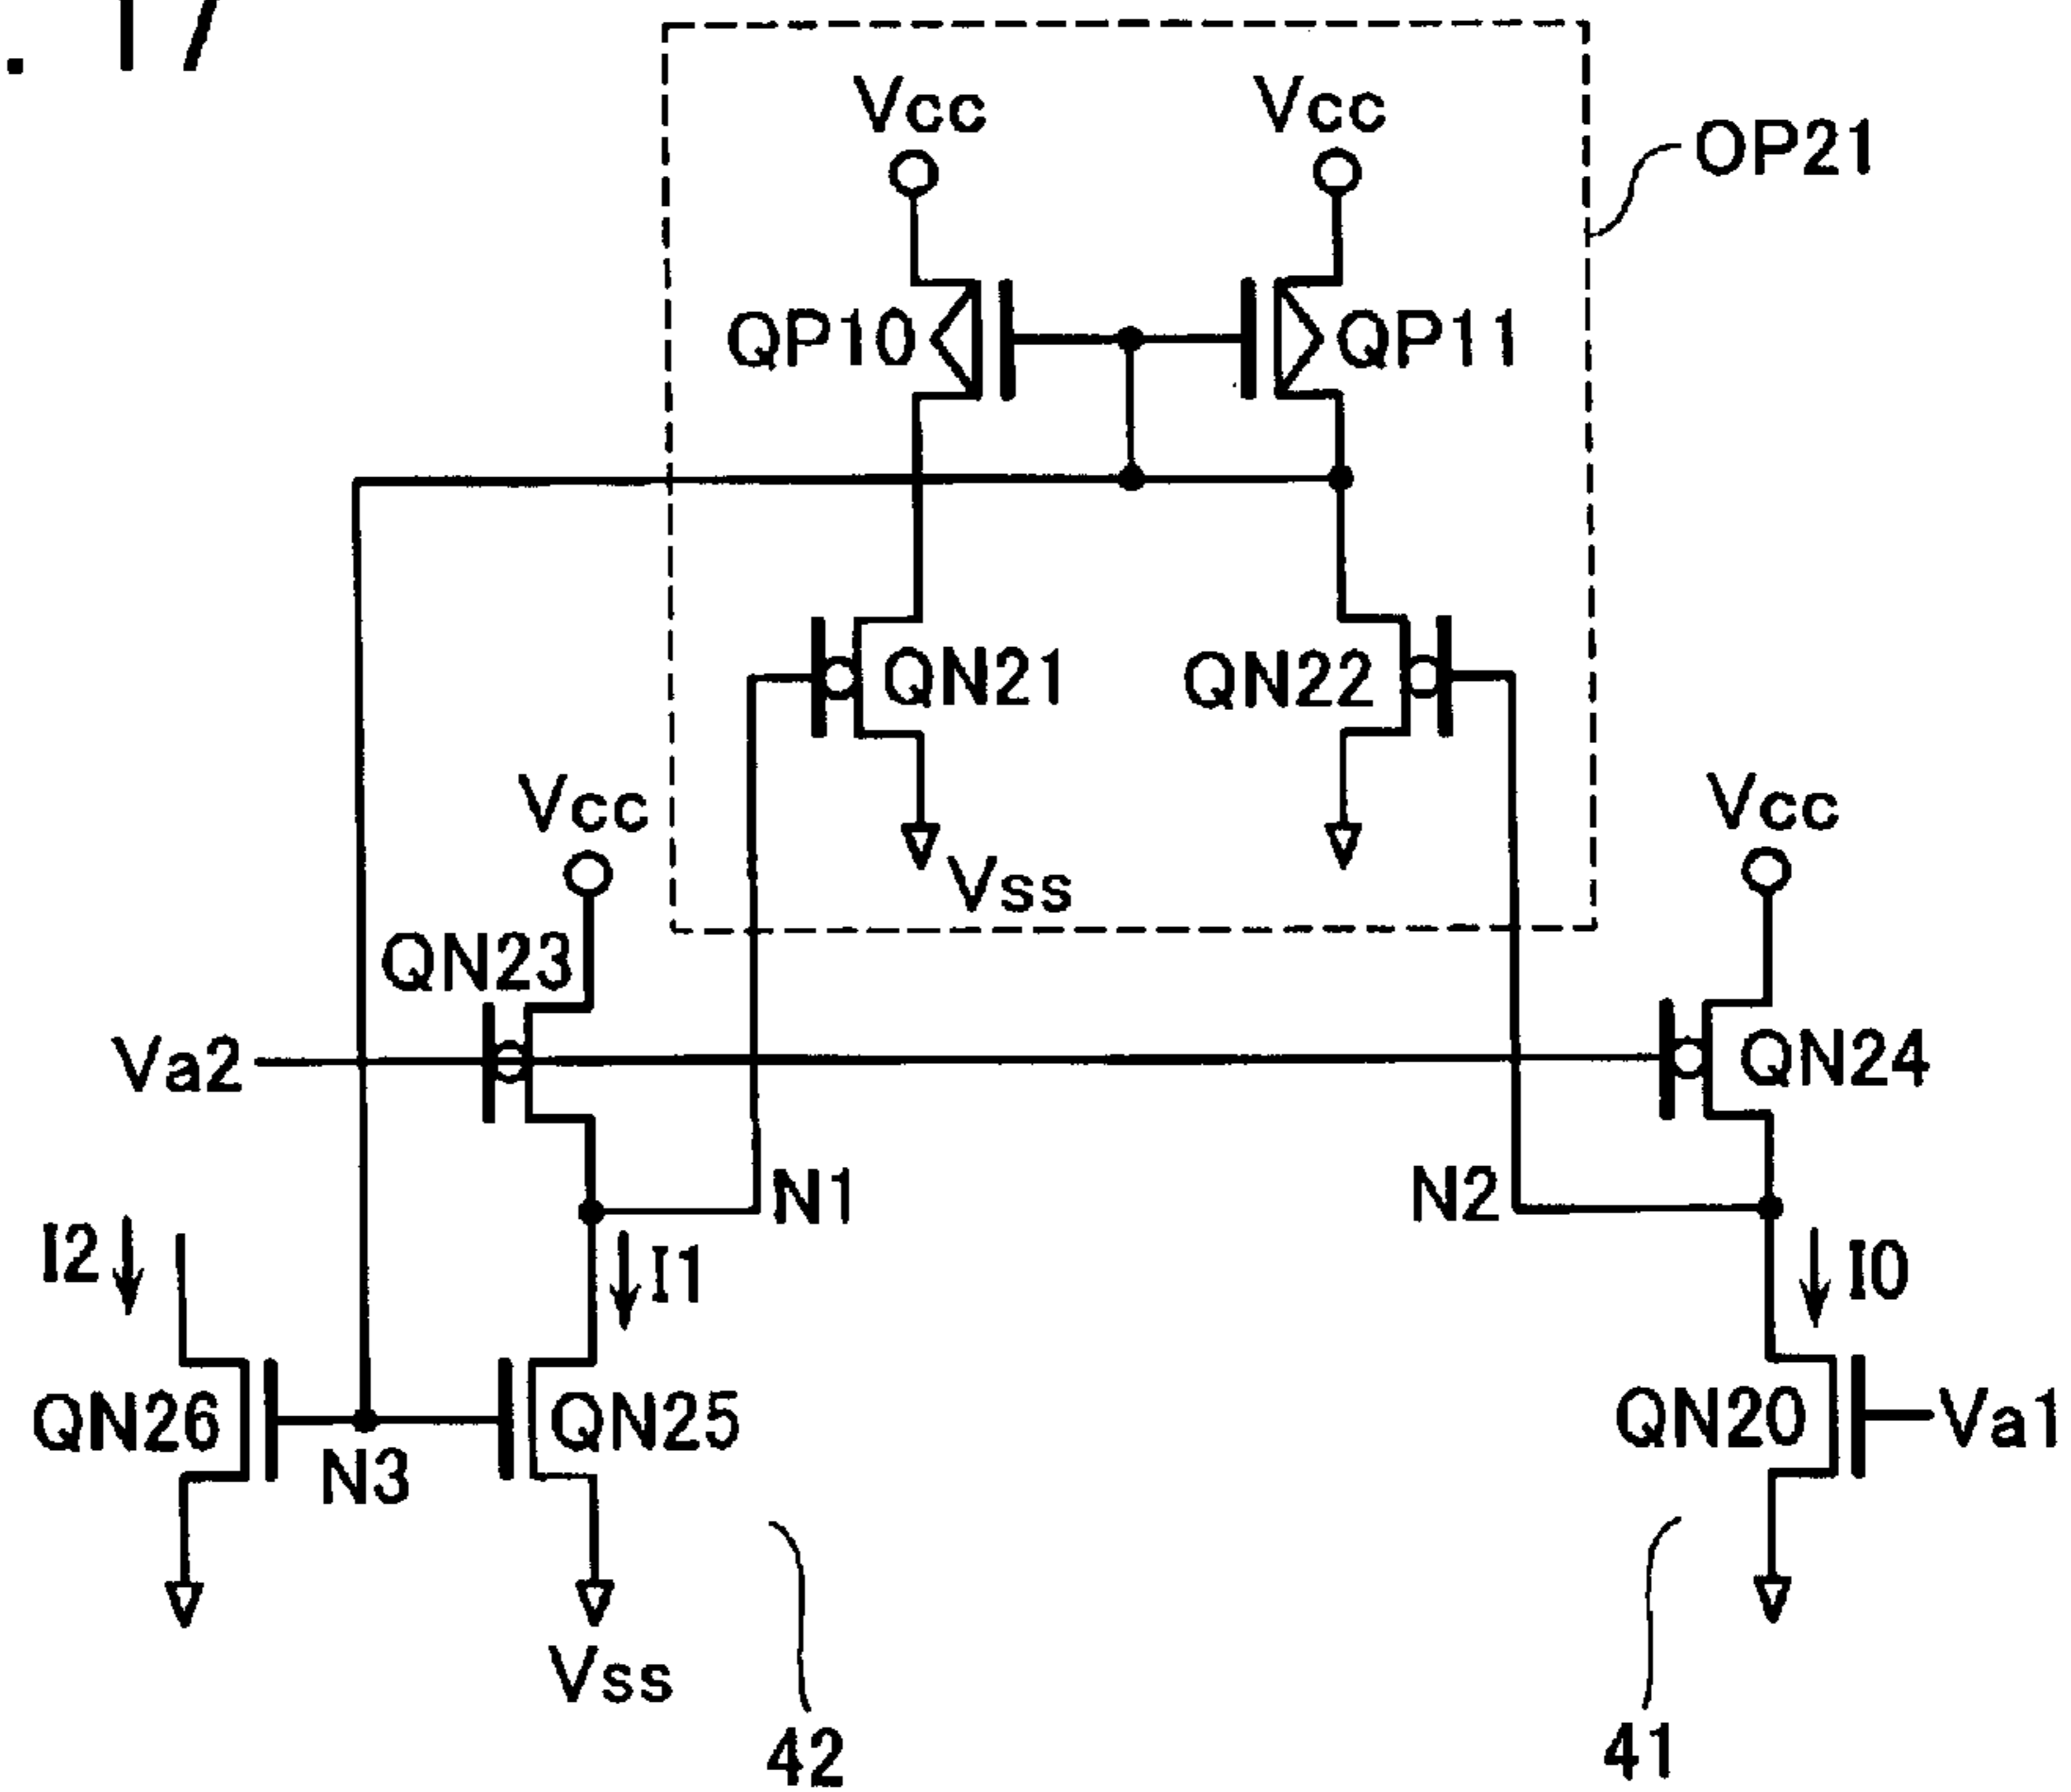 . 17
Vcc
Vcc
OP21
QP10
QP11
QN21
QN22
Vcc
Vcc
Vss
QN23
Va2
QN24
N1
N2
I2
I1
I0
QN26
QN25
QN20
Va1
N3
Vss
42
41